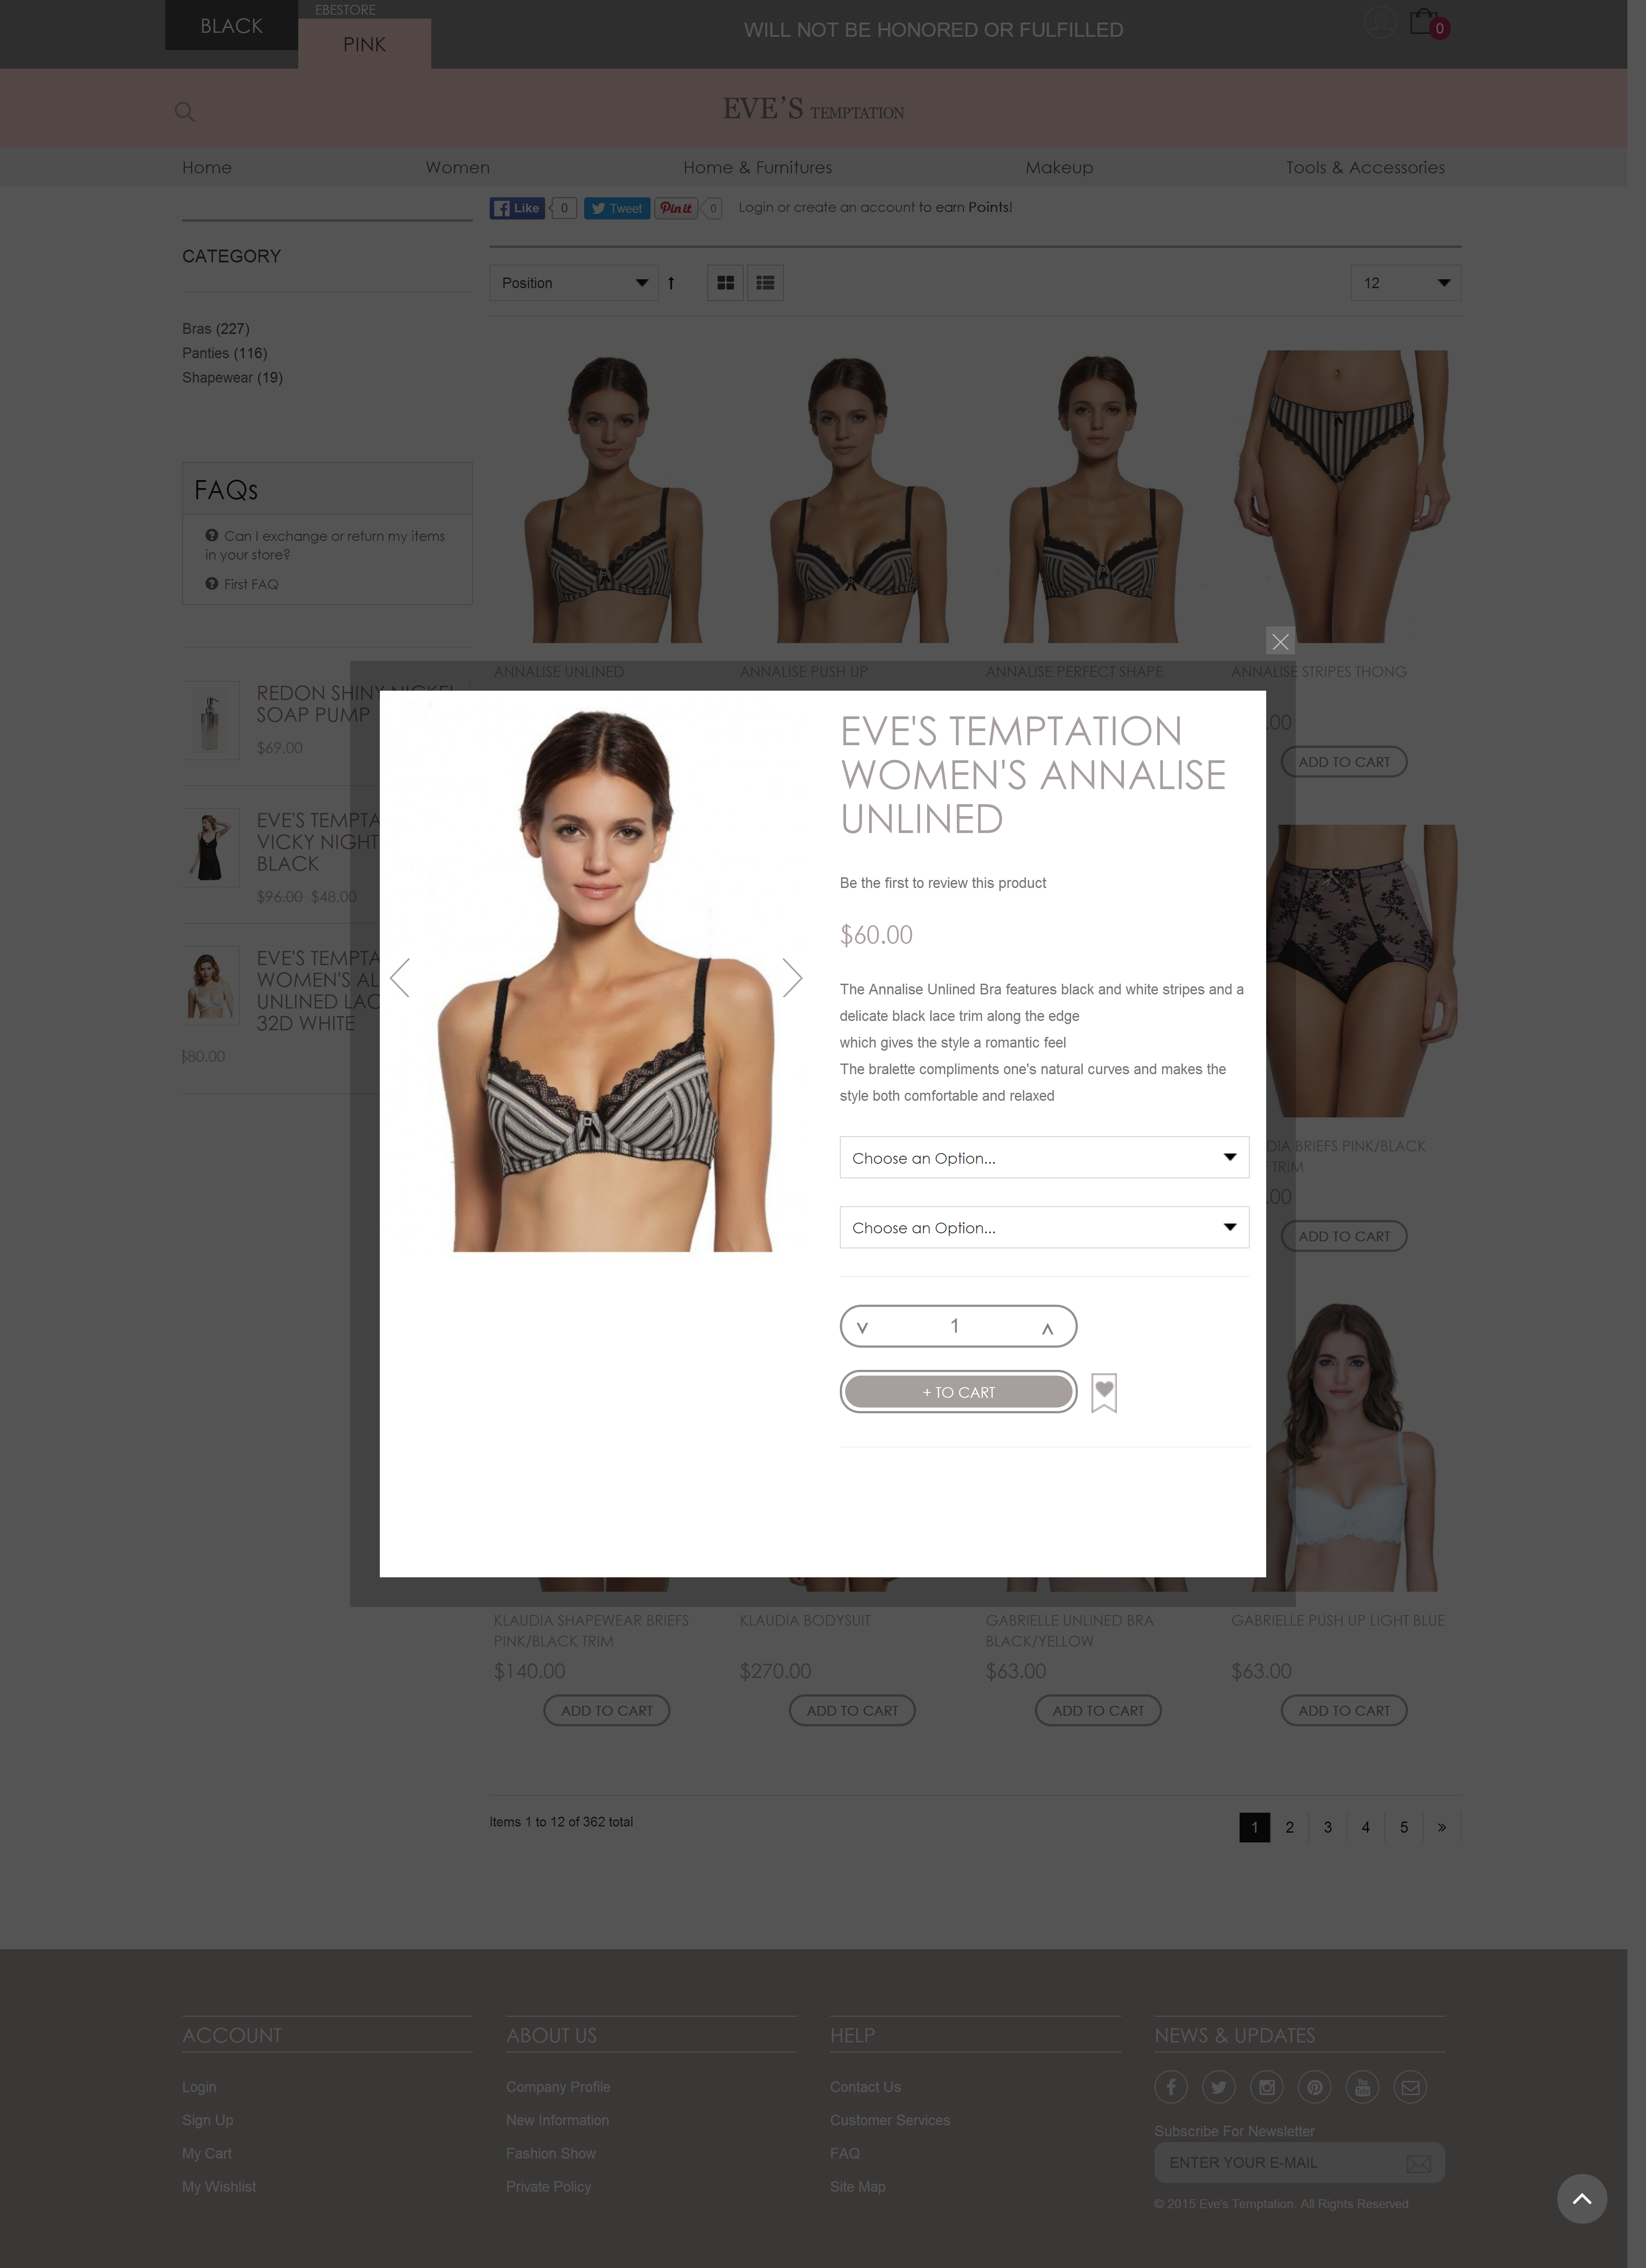 BLACK
EBESTORE
PINK
WILL NOT BE HONORED OR FULFILLED
0
EVE'S TEMPTATION
Home
Women
Home & Furnitures
Makeup
Tools & Accessories
Like
0
Tweet
Pin it
0
Login or create an account to earn Points!
CATEGORY
Position
12
Bras (227)
Panties (116)
Shapewear (19)
FAQs
Can I exchange or return my items
in your store?
First FAQ
ANNALISE UNLINED
ANNALISE PUSH UP
ANNALISE PERFECT SHAPE
ANNALISE STRIPES THONG
.00
ADD TO CART
REDON SHINY NICKEL
SOAP PUMP
$69.00
EVE'S TEMPTA
VICKY NIGHT
BLACK
$96.00 $48.00
EVE'S TEMPTA
WOMEN'S AL
UNLINED LAC
32D WHITE
$80.00
EVE'S TEMPTATION
WOMEN'S ANNALISE
UNLINED
Be the first to review this product
$60.00
The Annalise Unlined Bra features black and white stripes and a
delicate black lace trim along the edge
which gives the style a romantic feel
The bralette compliments one's natural curves and makes the
style both comfortable and relaxed
Choose an Option...
Choose an Option...
1
+ TO CART
DIA BRIEFS PINK/BLACK
TRIM
.00
ADD TO CART
KLAUDIA SHAPEWEAR BRIEFS
PINK/BLACK TRIM
$140.00
ADD TO CART
KLAUDIA BODYSUIT
$270.00
ADD TO CART
GABRIELLE UNLINED BRA
BLACK/YELLOW
$63.00
ADD TO CART
GABRIELLE PUSH UP LIGHT BLUE
$63.00
ADD TO CART
Items 1 to 12 of 362 total
1 2 3 4 5 »
ACCOUNT
Login
Sign Up
My Cart
My Wishlist
ABOUT US
Company Profile
New Information
Fashion Show
Private Policy
HELP
Contact Us
Customer Services
FAQ
Site Map
NEWS & UPDATES
You Tube
Subscribe For Newsletter
ENTER YOUR E-MAIL
© 2015 Eve's Temptation. All Rights Reserved